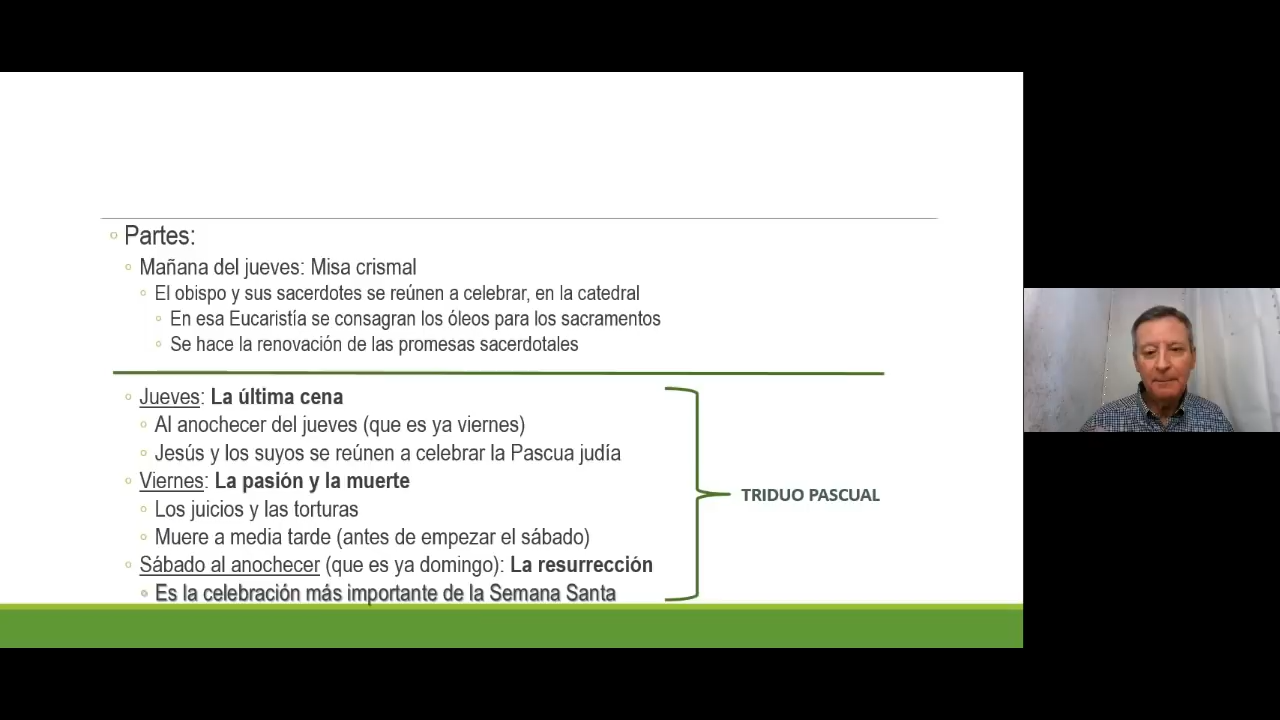 Partes:
Mañana del jueves: Misa crismal
El obispo y sus sacerdotes se reúnen a celebrar, en la catedral
En esa Eucaristía se consagran los óleos para los sacramentos
Se hace la renovación de las promesas sacerdotales
Jueves: La última cena
Al anochecer del jueves (que es ya viernes)
Jesús y los suyos se reúnen a celebrar la Pascua judía
Viernes: La pasión y la muerte
Los juicios y las torturas
Muere a media tarde (antes de empezar el sábado)
Sábado al anochecer (que es ya domingo): La resurrección
Es la celebración más importante de la Semana Santa
TRIDUO PASCUAL